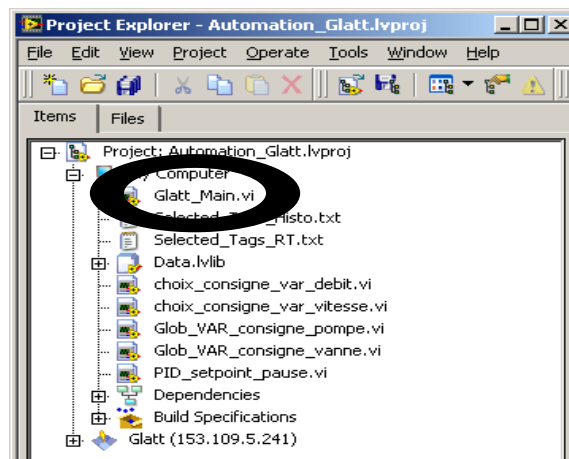 Project Explorer - Automation_Glatt.lvproj
File Edit View Project Operate Tools Window Help
Items Files
Project: Automation_Glatt.lvproj
Computer
Glatt_Main.vi
Selected_Tags_RT.txt
Data.lvlib
choix_consigne_var_debit.vi
choix_consigne_var_vitesse.vi
Glob_VAR_consigne_pompe.vi
Glob_VAR_consigne_vanne.vi
PID_setpoint_pause.vi
Dependencies
Build Specifications
Glatt (153.109.5.241)